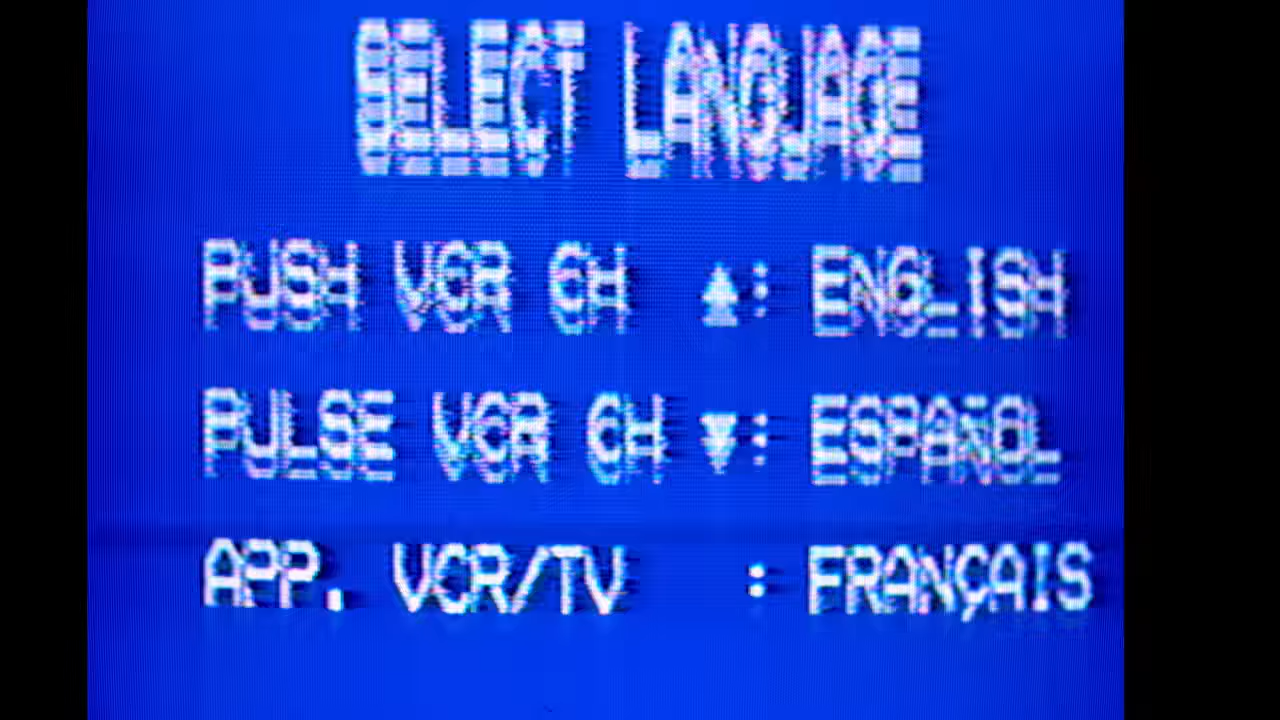 SELECT LANGUAGE
PUSH VCR CH ▲: ENGLISH
PULSE VCR CH ▼: ESPAÑOL
APP. VCR/TV : FRANÇAIS